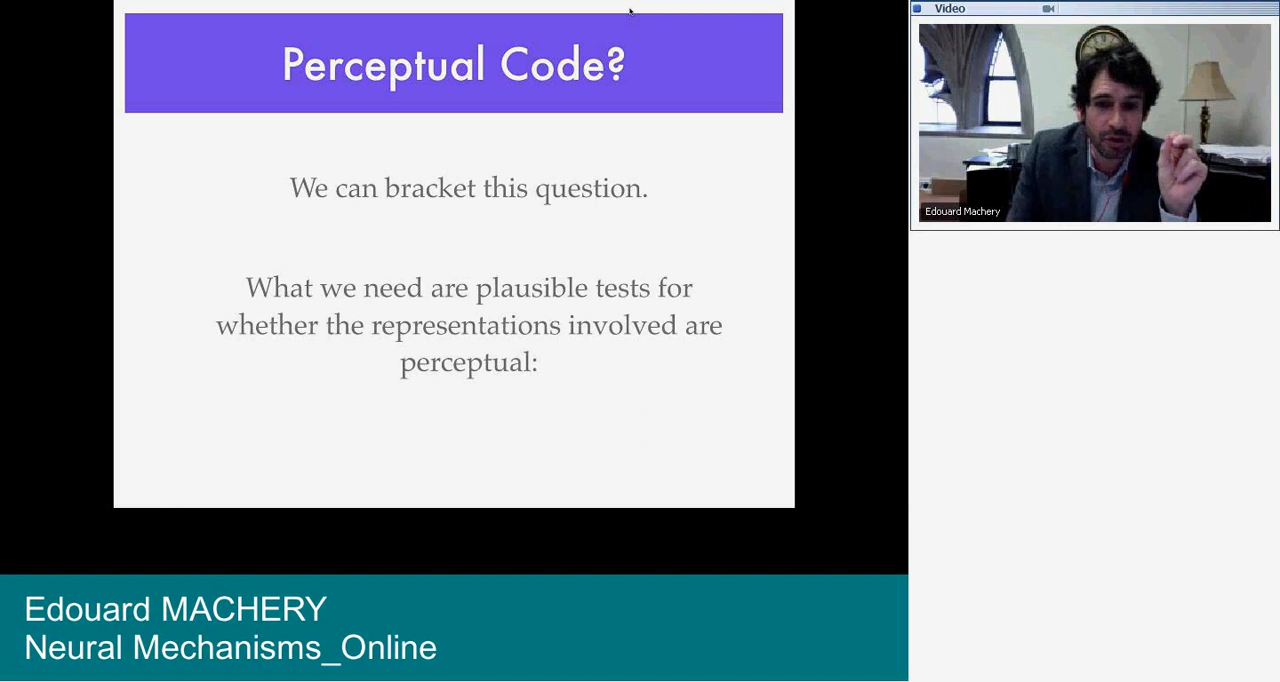 Perceptual Code?
We can bracket this question.
What we need are plausible tests for
whether the representations involved are
perceptual:
Video
Edouard Machery
Edouard MACHERY
Neural Mechanisms_Online